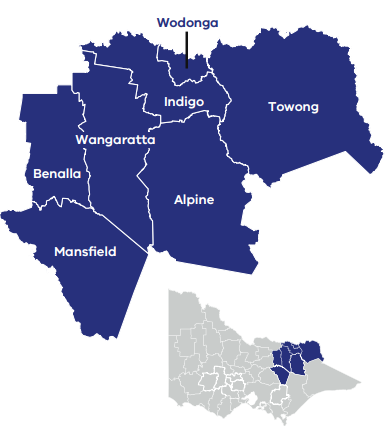 Wodonga
Indigo
Towong
Wangaratta
Benalla
Alpine
Mansfield